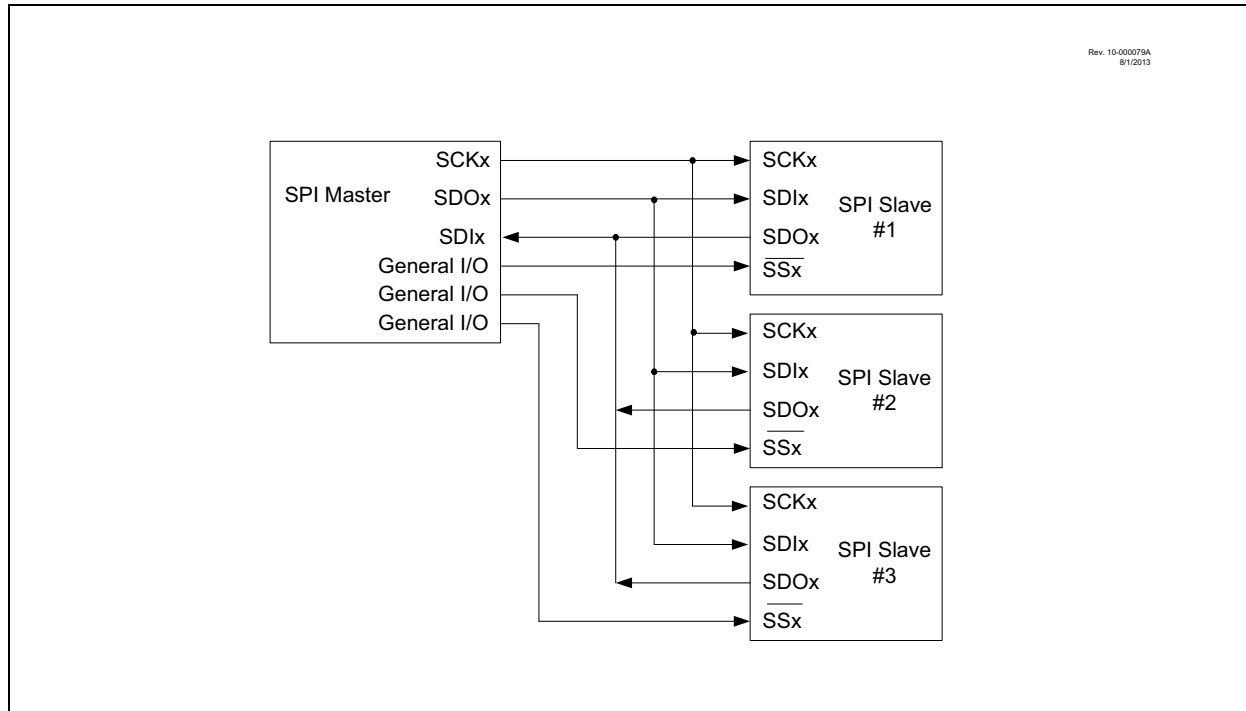 Rev. 10-000079A
8/1/2013
SPI Master
SCKx
SDOx
SDIx
General I/O
General I/O
General I/O
SCKx
SDIx
SDOx
SSx
SPI Slave
#1
SCKx
SDIx
SDOx
SSx
SPI Slave
#2
SCKx
SDIx
SDOx
SSx
SPI Slave
#3